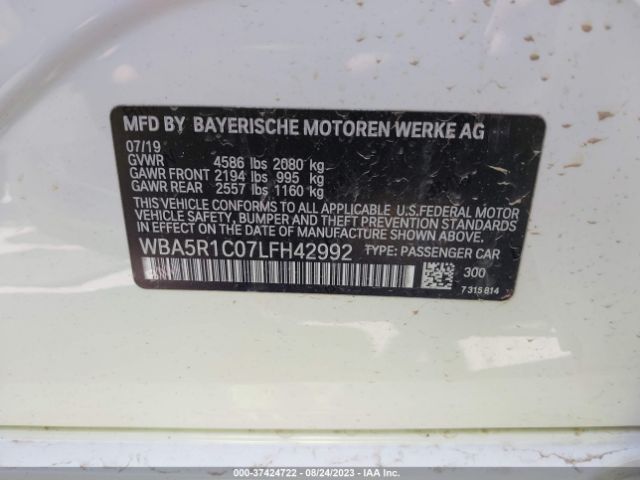 MFD BY BAYERISCHE MOTOREN WERKE AG
07/19
GVWR 4586 lbs 2080 kg
GAWR FRONT 2194 lbs 995 kg
GAWR REAR 2557 lbs 1160 kg
THIS VEHICLE CONFORMS TO ALL APPLICABLE U.S.FEDERAL MOTOR
VEHICLE SAFETY, BUMPER AND THEFT PREVENTION STANDARDS
IN EFFECT ON THE DATE OF MANUFACTURE SHOWN ABOVE.
WBA5R1C07LFH42992 TYPE: PASSENGER CAR
300
7 315 814
000-37424722 - 08/24/2023 - IAA Inc.